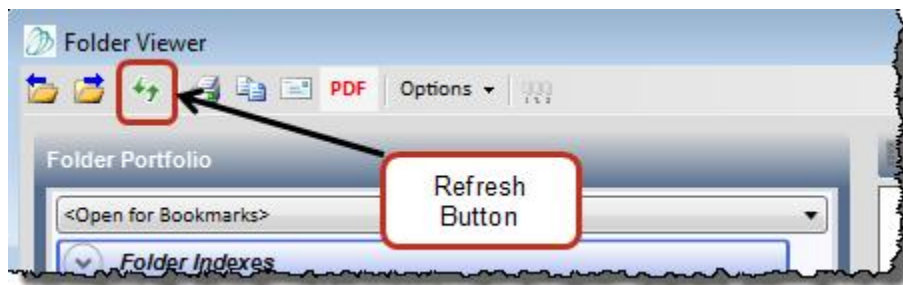 Folder Viewer
PDF Options
Folder Portfolio
Refresh
Button
<Open for Bookmarks>
Folder Indexes